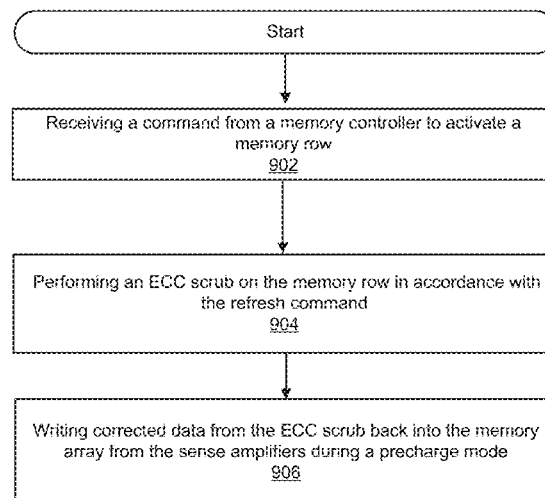 Start
Receiving a command from a memory controller to activate a
memory row
902
Performing an ECC scrub on the memory row in accordance with
the refresh command
904
Writing corrected data from the ECC scrub back into the memory
array from the sense amplifiers during a precharge mode
906